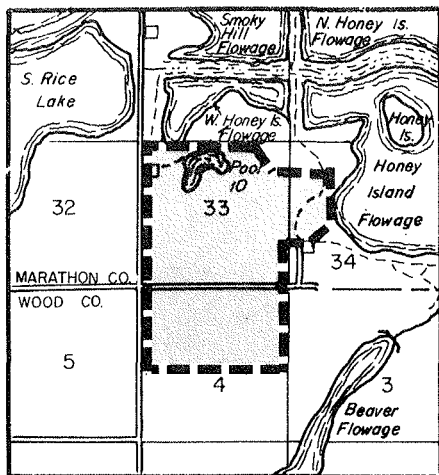 Smoky
Hill
Flowage
N. Honey Is.
Flowage
S. Rice
Lake
W. Honey Is.
Flowage
Honey
Is.
Honey
Island
Flowage
Pool
10
32
33
34
MARATHON CO.
WOOD CO.
5
4
3
Beaver
Flowage